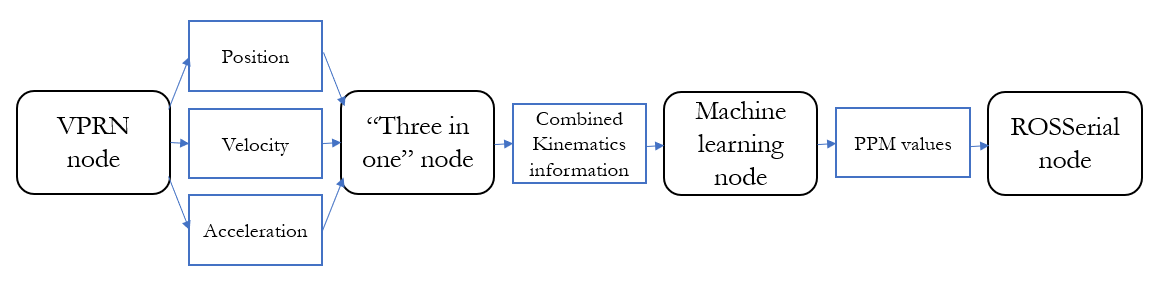 VPRN
node
Position
Velocity
Acceleration
“Three in
one” node
Combined
Kinematics
information
Machine
learning
node
PPM values
ROSSerial
node